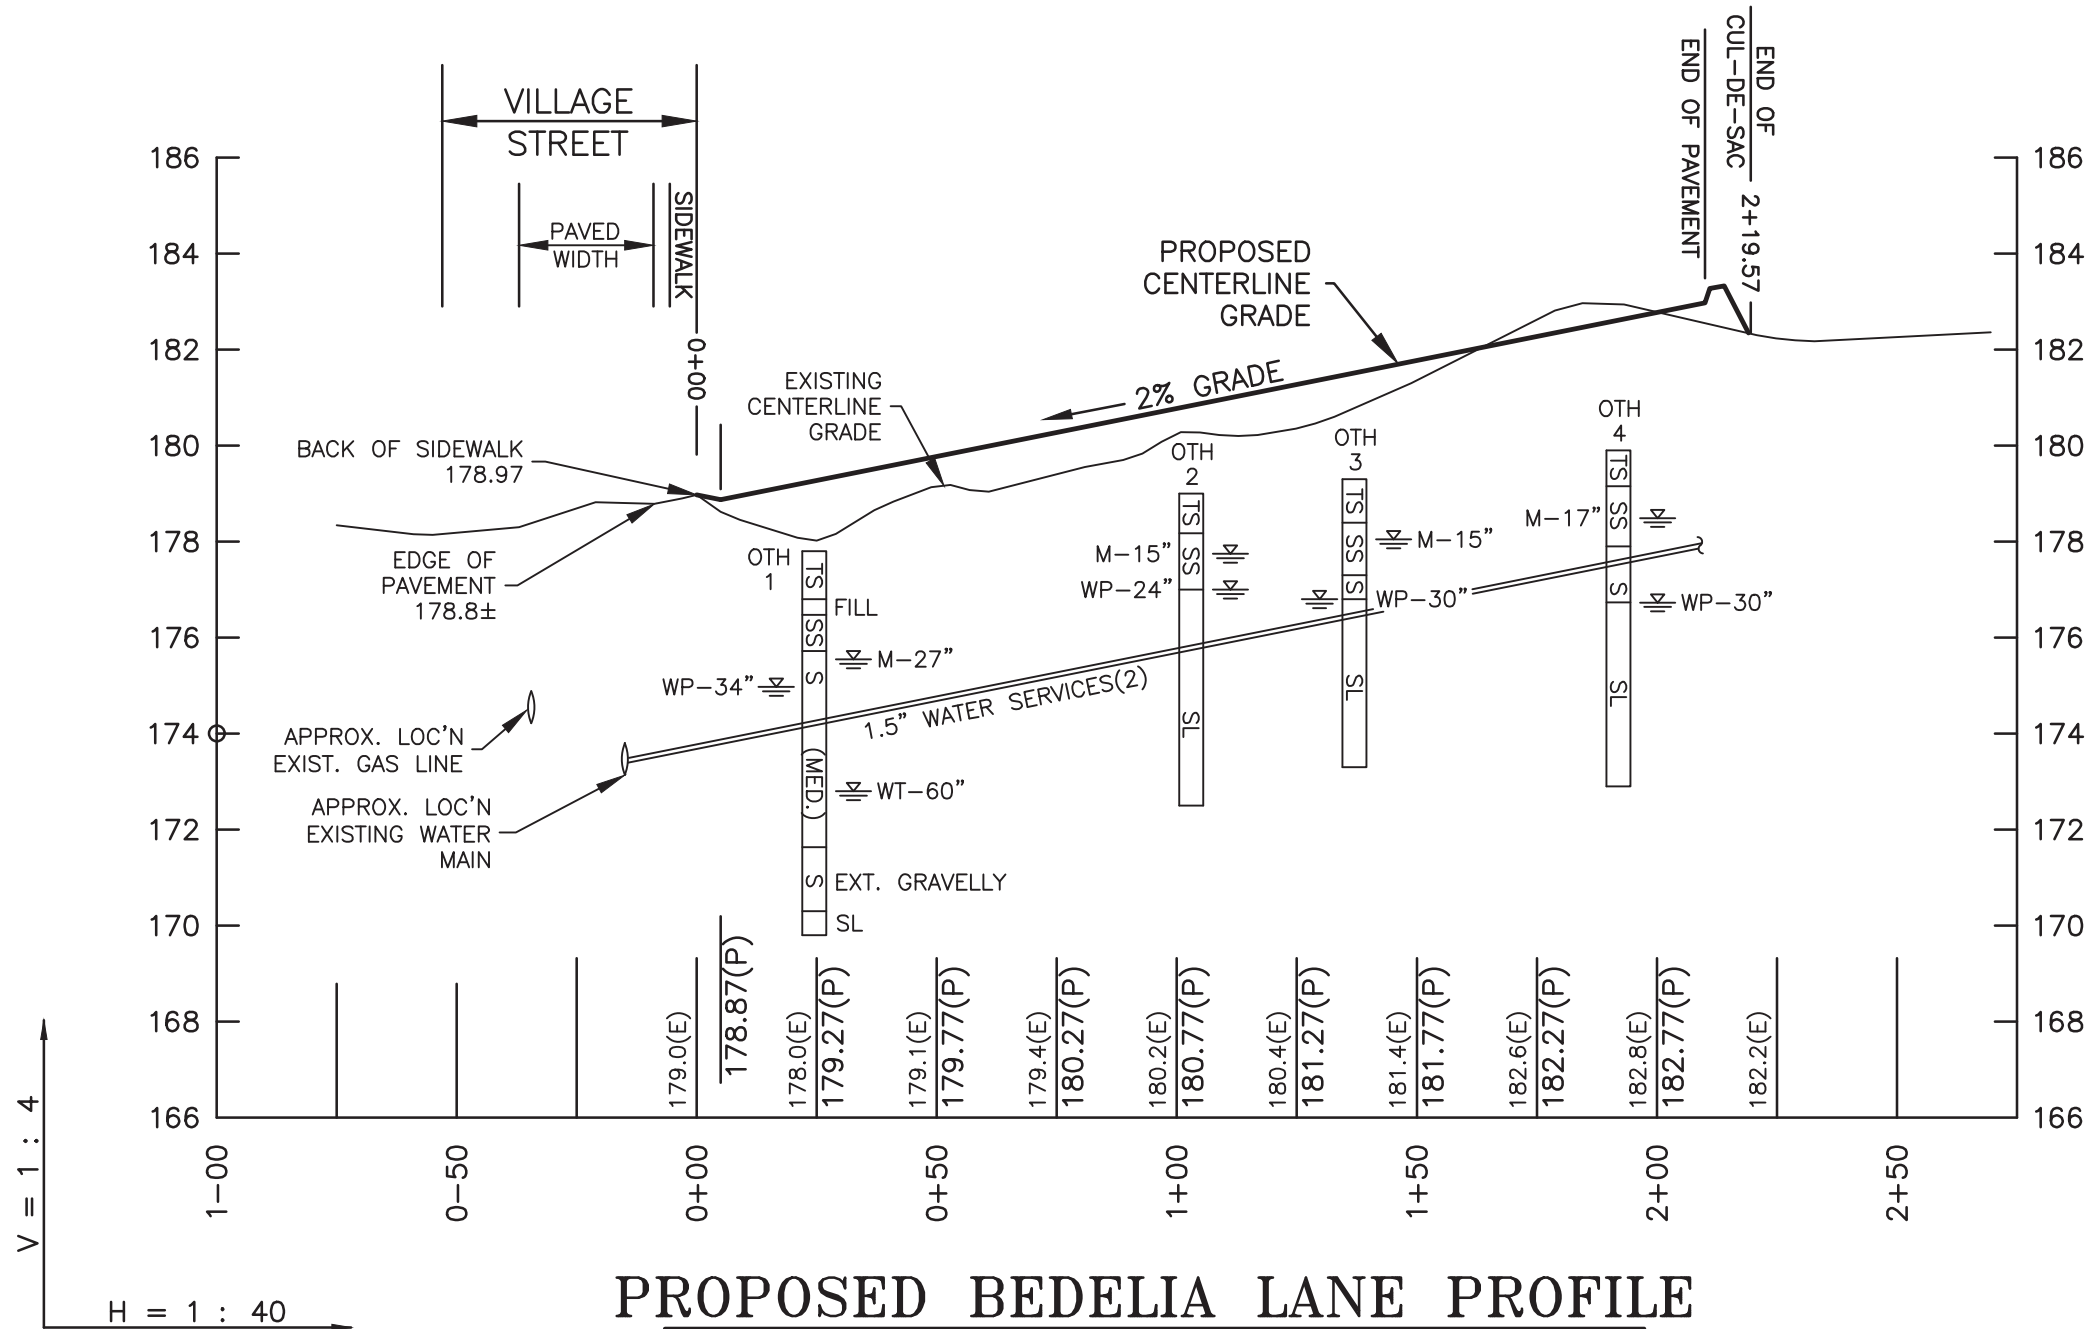 VILLAGE
STREET
PAVED
WIDTH
SIDEWALK
0+00
END OF PAVEMENT
END OF
CUL-DE-SAC
2+19.57
186
184
182
180
178
176
174
172
170
168
166
186
184
182
180
178
176
174
172
170
168
166
PROPOSED
CENTERLINE
GRADE
2% GRADE
EXISTING
CENTERLINE
GRADE
BACK OF SIDEWALK
178.97
EDGE OF
PAVEMENT
178.8±
APPROX. LOC'N
EXIST. GAS LINE
APPROX. LOC'N
EXISTING WATER
MAIN
OTH
1
TS
FILL
SS
S
M-27"
WP-34"
(MED.)
WT-60"
S
EXT. GRAVELLY
SL
1.5" WATER SERVICES(2)
OTH
2
TS
SS
SL
M-15"
WP-24"
OTH
3
TS
SS
S
SL
M-15"
WP-30"
OTH
4
TS
SS
S
SL
M-17"
WP-30"
179.0(E)
178.87(P)
178.0(E)
179.27(P)
179.1(E)
179.77(P)
179.4(E)
180.27(P)
180.2(E)
180.77(P)
180.4(E)
181.27(P)
181.4(E)
181.77(P)
182.6(E)
182.27(P)
182.8(E)
182.77(P)
182.2(E)
1-00
0-50
0+00
0+50
1+00
1+50
2+00
2+50
V = 1 : 4
H = 1 : 40
PROPOSED BEDELIA LANE PROFILE